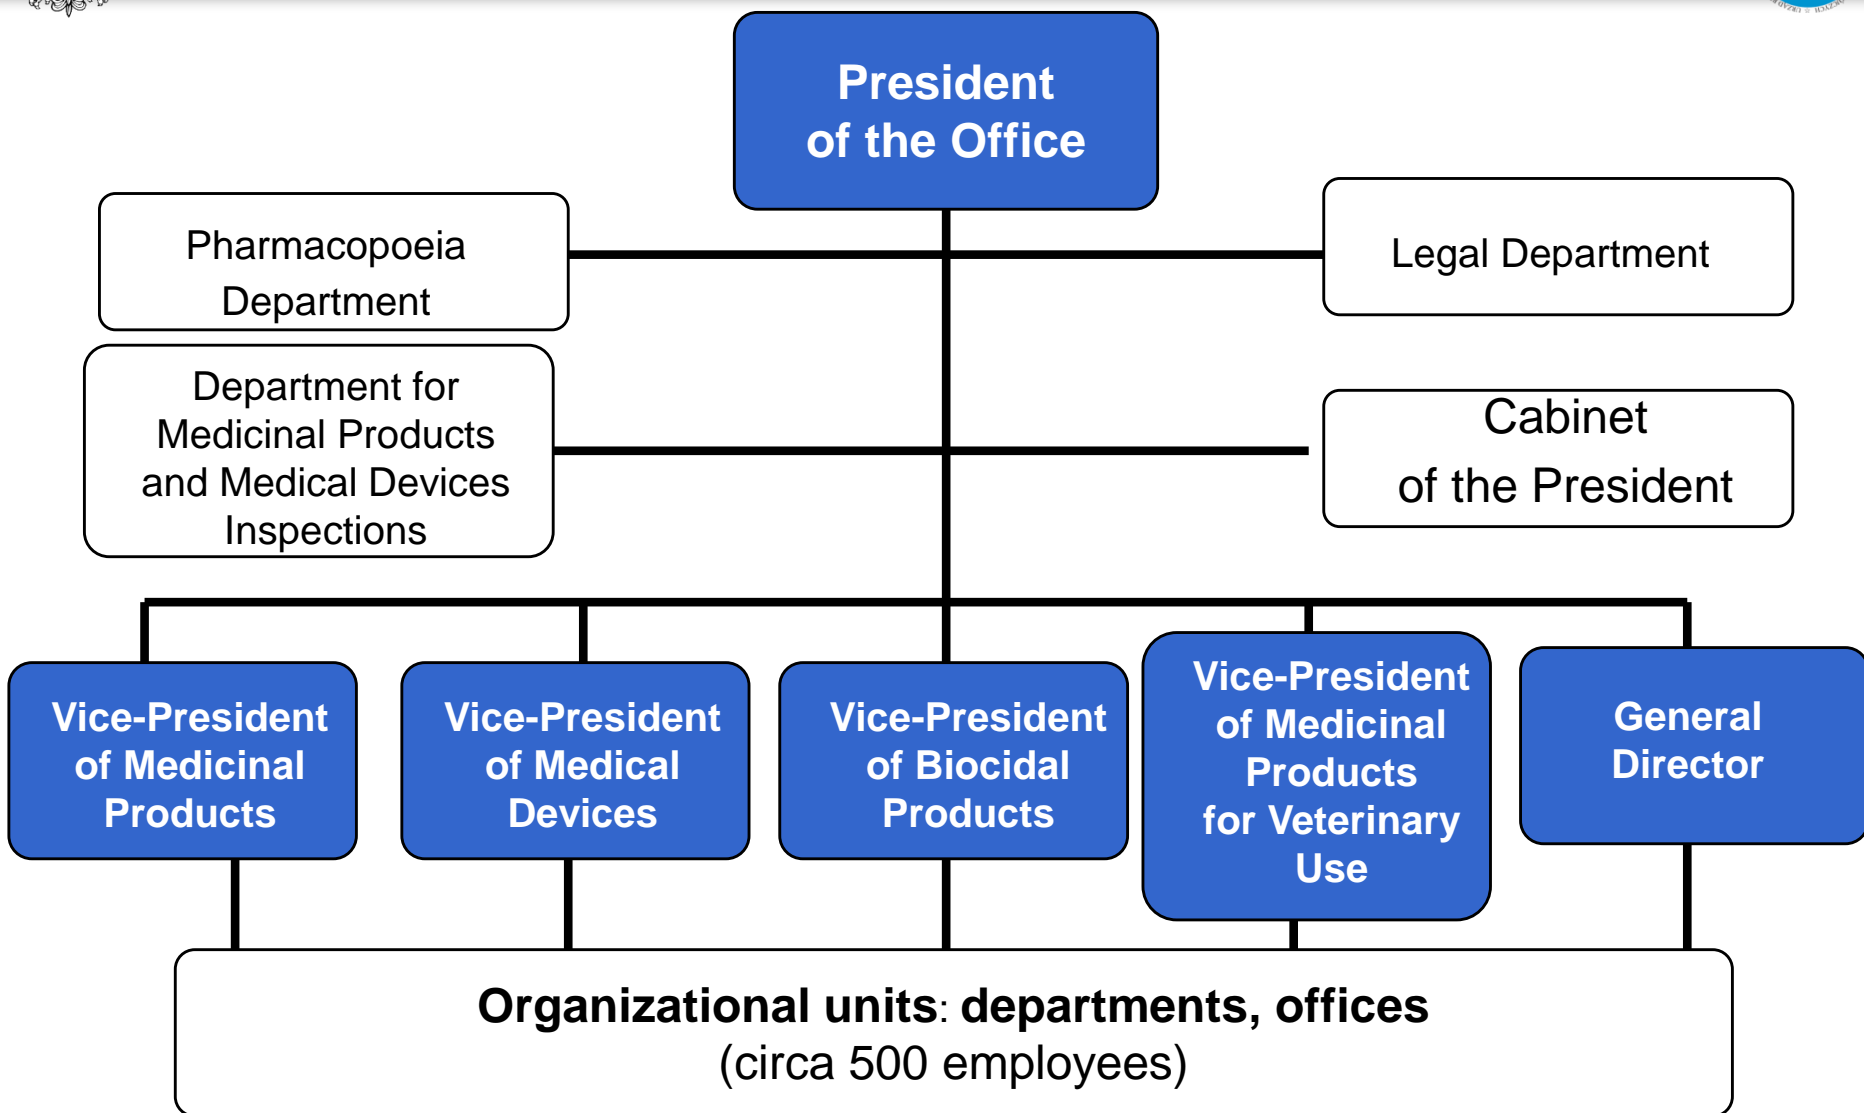 President
of the Office
Pharmacopoeia
Department
Legal Department
Department for
Medicinal Products
and Medical Devices
Inspections
Cabinet
of the President
Vice-President
of Medicinal
Products
Vice-President
of Medical
Devices
Vice-President
of Biocidal
Products
Vice-President
of Medicinal
Products
for Veterinary
Use
General
Director
Organizational units: departments, offices
(circa 500 employees)